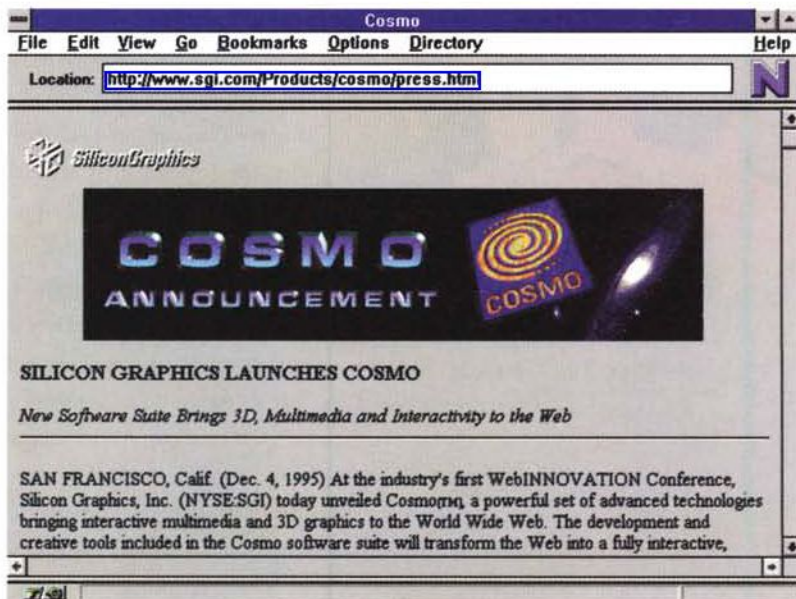 Cosmo
File Edit View Go Bookmarks Options Directory Help
Location: http://www.sgi.com/Products/cosmo/press.htm
N
SiliconGraphics
COSMO
ANNOUNCEMENT
COSMO
SILICON GRAPHICS LAUNCHES COSMO
New Software Suite Brings 3D, Multimedia and Interactivity to the Web
SAN FRANCISCO, Calif. (Dec. 4, 1995) At the industry's first WebINNOVATION Conference,
Silicon Graphics, Inc. (NYSE:SGI) today unveiled Cosmo(TM), a powerful set of advanced technologies
bringing interactive multimedia and 3D graphics to the World Wide Web. The development and
creative tools included in the Cosmo software suite will transform the Web into a fully interactive,